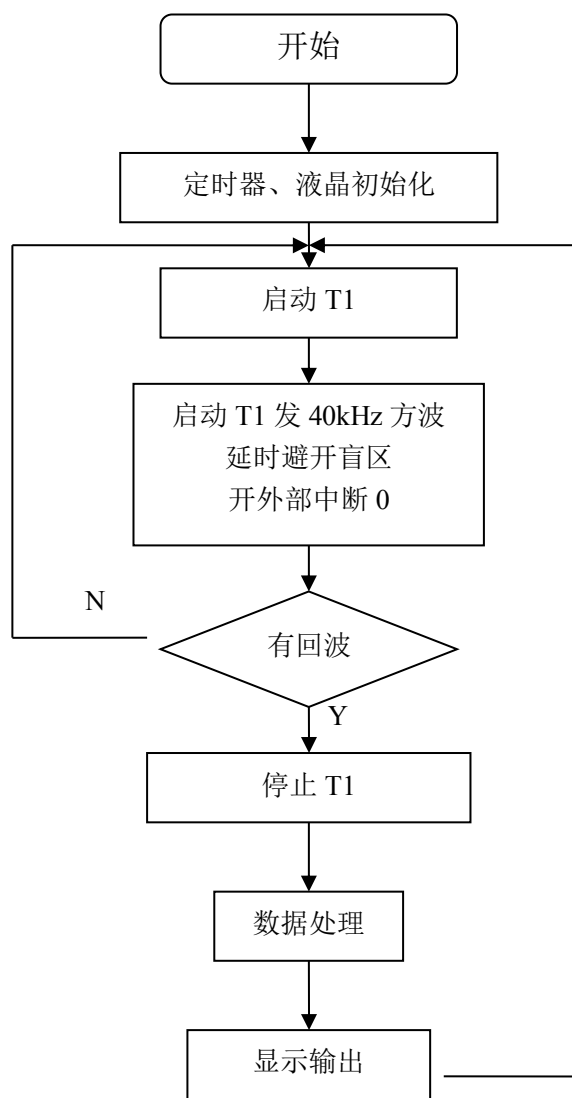 开始
定时器、液晶初始化
启动 T1
启动 T1 发 40kHz 方波
延时避开盲区
开外部中断 0
N
有回波
Y
停止 T1
数据处理
显示输出